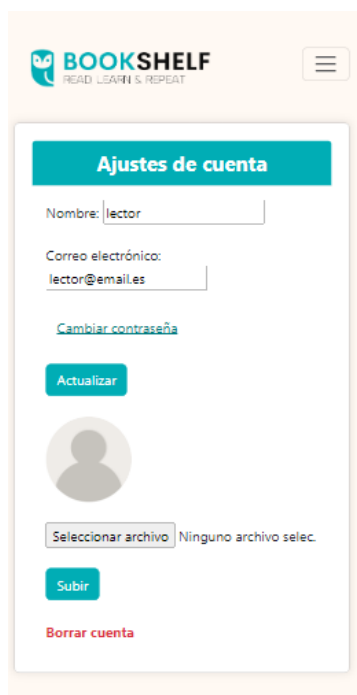 BOOKSHELF
READ LEARN & REPEAT
Ajustes de cuenta
Nombre: lector
Correo electrónico:
lector@email.es
Cambiar contraseña
Actualizar
Seleccionar archivo Ninguno archivo selec.
Subir
Borrar cuenta